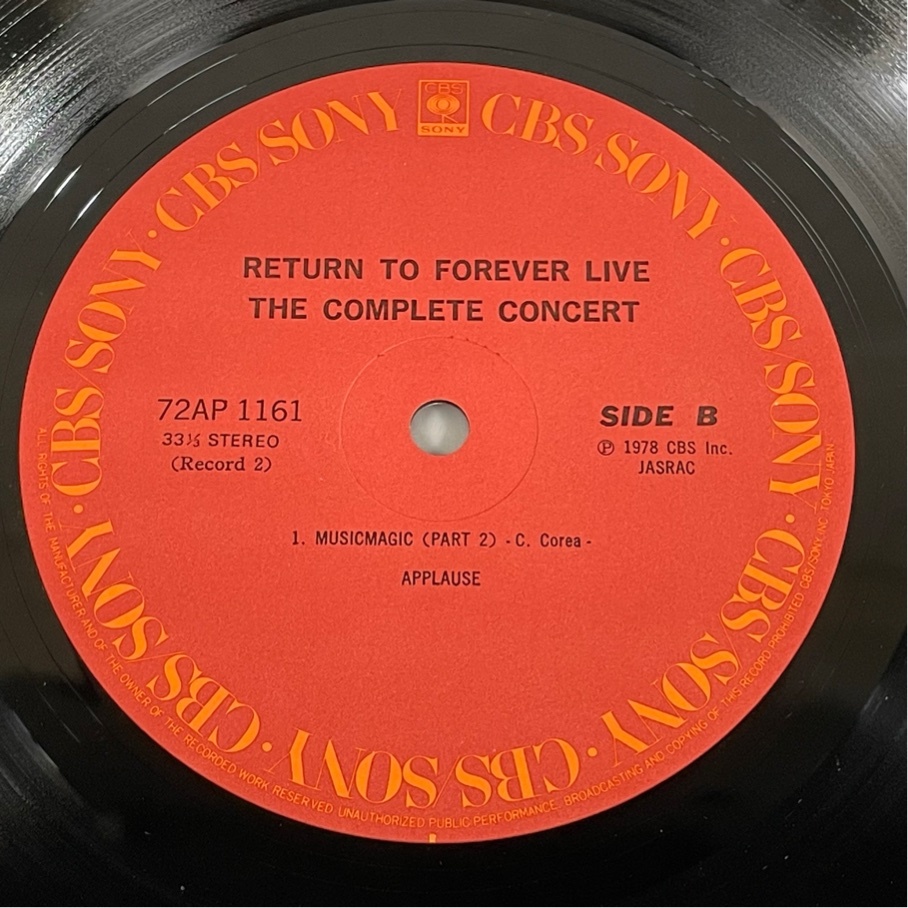 CBS
SONY
CBS/SONY · CBS/SONY · CBS/SONY · CBS/SONY · CBS/SONY · CBS/SONY · CBS/SONY · CBS/SONY
RETURN TO FOREVER LIVE
THE COMPLETE CONCERT
72AP 1161
33⅓ STEREO
(Record 2)
SIDE B
Ⓟ 1978 CBS Inc.
JASRAC
1. MUSICMAGIC (PART 2) - C. Corea -
APPLAUSE
ALL RIGHTS OF THE MANUFACTURER AND OF THE OWNER OF THE RECORDED WORK RESERVED. UNAUTHORIZED PUBLIC PERFORMANCE, BROADCASTING AND COPYING OF THIS RECORD PROHIBITED. CBS/SONY INC. TOKYO JAPAN